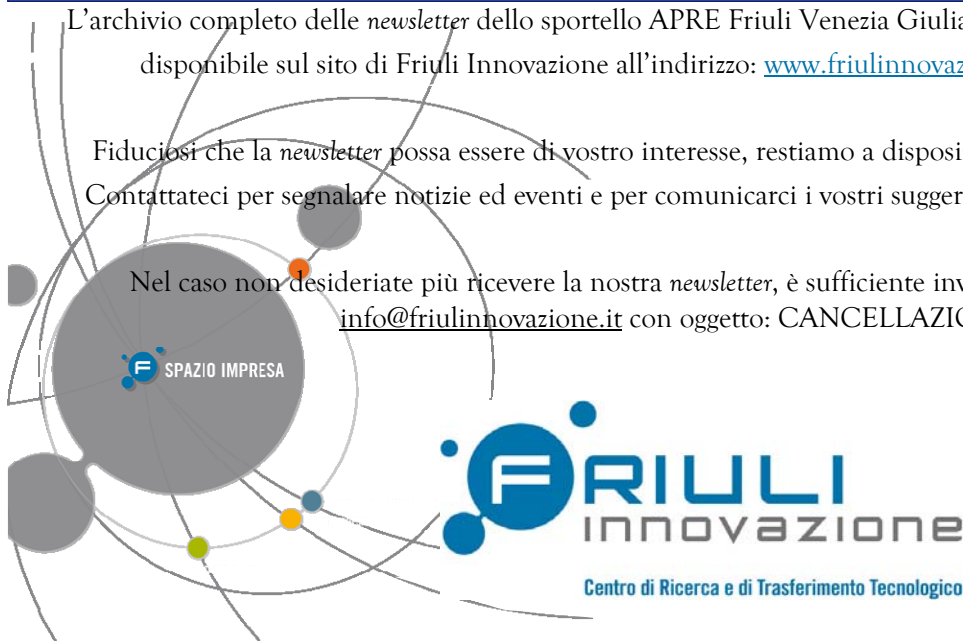 L'archivio completo delle newsletter dello sportello APRE Friuli Venezia Giulia
disponibile sul sito di Friuli Innovazione all'indirizzo: www.friulinnovaz
Fiduciosi che la newsletter possa essere di vostro interesse, restiamo a disposi
Contattateci per segnalare notizie ed eventi e per comunicarci i vostri sugger
Nel caso non desideriate più ricevere la nostra newsletter, è sufficiente inv
info@friulinnovazione.it con oggetto: CANCELLAZIO
F SPAZIO IMPRESA
FRIULI
INNOVAZIONE
Centro di Ricerca e di Trasferimento Tecnologico